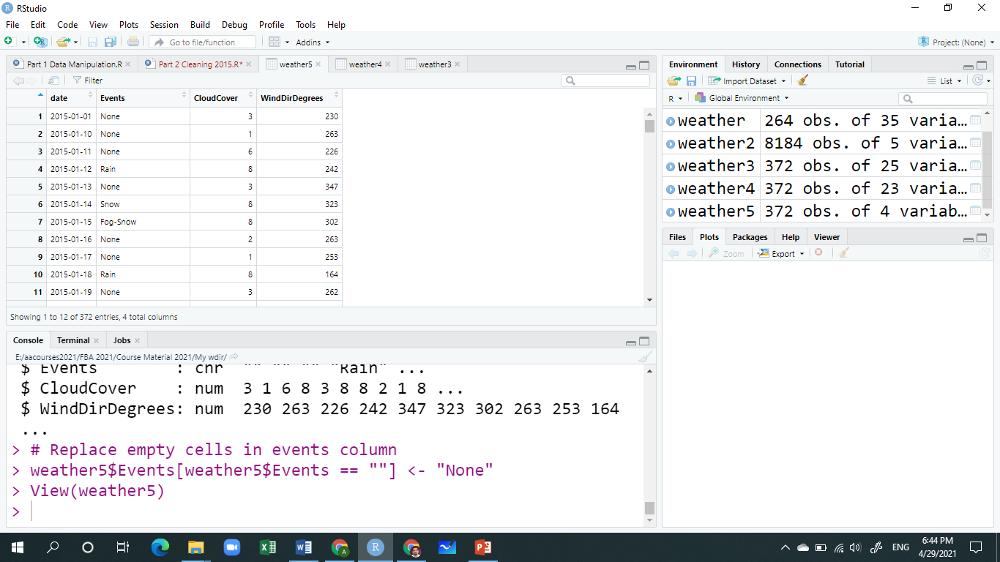 RStudio
File Edit Code View Plots Session Build Debug Profile Tools Help
Go to file/function Addins Project: (None)
Part 1 Data Manipulation.R Part 2 Cleaning 2015.R* weather5 weather4 weather3
Filter
date Events CloudCover WindDirDegrees
1 2015-01-01 None 3 230
2 2015-01-10 None 1 263
3 2015-01-11 None 6 226
4 2015-01-12 Rain 8 242
5 2015-01-13 None 3 347
6 2015-01-14 Snow 8 323
7 2015-01-15 Fog-Snow 8 302
8 2015-01-16 None 2 263
9 2015-01-17 None 1 253
10 2015-01-18 Rain 8 164
11 2015-01-19 None 3 262
Showing 1 to 12 of 372 entries, 4 total columns
Console Terminal Jobs
E:/aacourses2021/FBA 2021/Course Material 2021/My wdir/
$ Events : chr "" "" "" "Rain" ...
$ CloudCover : num 3 1 6 8 3 8 8 2 1 8 ...
$ WindDirDegrees: num 230 263 226 242 347 323 302 263 253 164
...
> # Replace empty cells in events column
> weather5$Events[weather5$Events == ""] <- "None"
> View(weather5)
>
Environment History Connections Tutorial
Import Dataset List
R Global Environment
weather 264 obs. of 35 varia...
weather2 8184 obs. of 5 varia...
weather3 372 obs. of 25 varia...
weather4 372 obs. of 23 varia...
weather5 372 obs. of 4 variab...
Files Plots Packages Help Viewer
Zoom Export
ENG
6:44 PM
4/29/2021